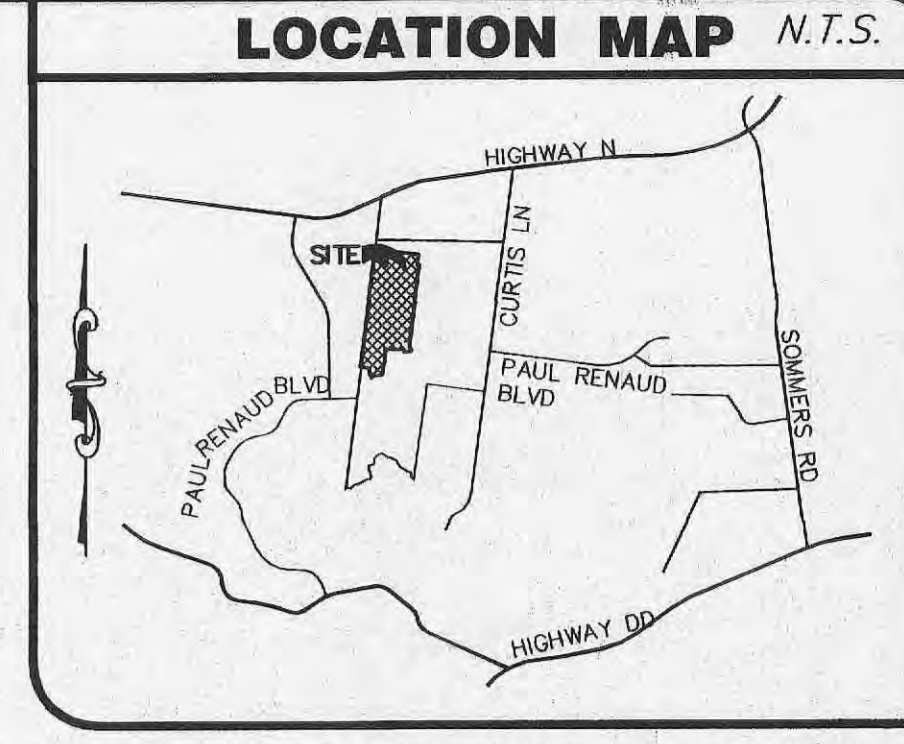 LOCATION MAP N.T.S.
HIGHWAY N
SITE
CURTIS LN
PAUL RENAUD
BLVD
SOMMERS RD
PAUL RENAUD BLVD
HIGHWAY DD